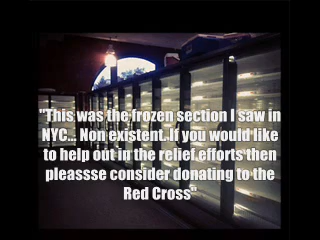 "This was the frozen section I saw in
NYC... Non existent. If you would like
to help out in the relief efforts then
pleassse consider donating to the
Red Cross"